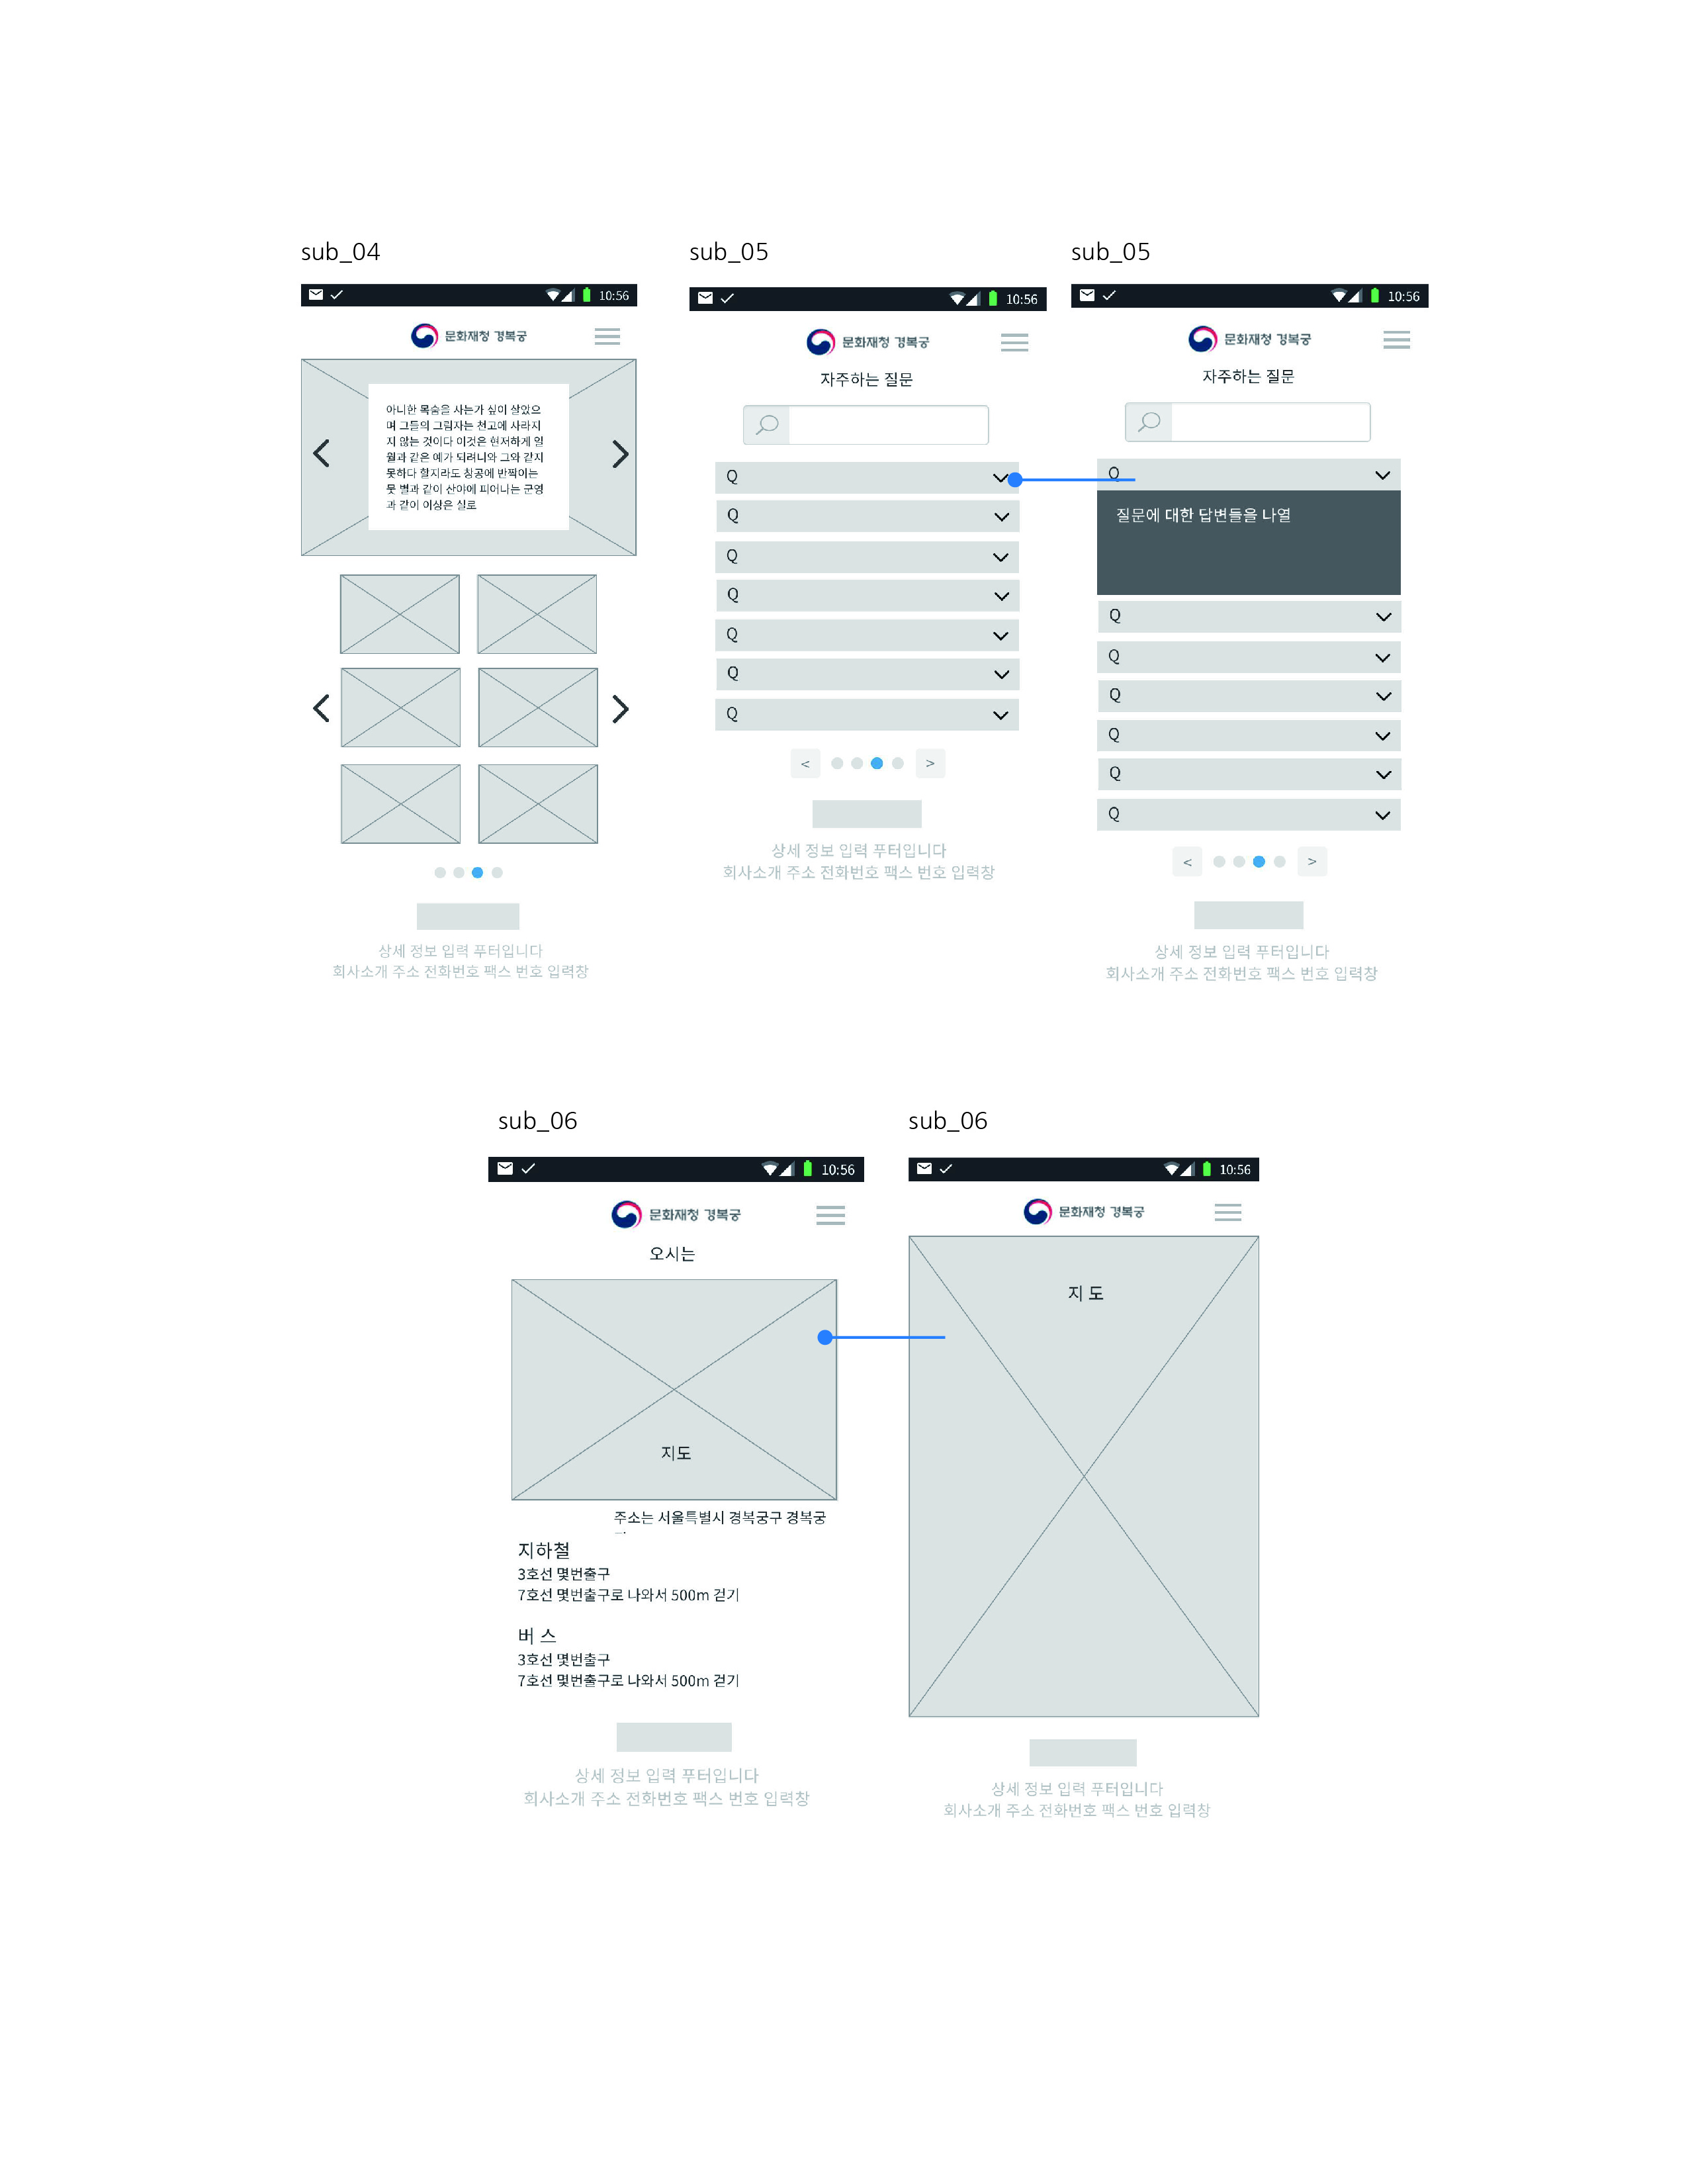 sub_04
10:56
문화재청 경복궁
아니한 목숨을 사는가 싶이 살았으
며 그들의 그림자는 천고에 사라지
지 않는 것이다 이것은 현저하게 일
월과 같은 예가 되려니와 그와 같지
못하다 할지라도 창공에 반짝이는
뭇 별과 같이 산야에 피어나는 군영
과 같이 이상은 실로
상세 정보 입력 푸터입니다
회사소개 주소 전화번호 팩스 번호 입력창
sub_05
10:56
문화재청 경복궁
자주하는 질문
Q
Q
Q
Q
Q
Q
Q
< >
상세 정보 입력 푸터입니다
회사소개 주소 전화번호 팩스 번호 입력창
sub_05
10:56
문화재청 경복궁
자주하는 질문
Q
질문에 대한 답변들을 나열
Q
Q
Q
Q
Q
Q
< >
상세 정보 입력 푸터입니다
회사소개 주소 전화번호 팩스 번호 입력창
sub_06
10:56
문화재청 경복궁
오시는
지도
주소는 서울특별시 경복궁구 경복궁
지하철
3호선 몇번출구
7호선 몇번출구로 나와서 500m 걷기
버 스
3호선 몇번출구
7호선 몇번출구로 나와서 500m 걷기
상세 정보 입력 푸터입니다
회사소개 주소 전화번호 팩스 번호 입력창
sub_06
10:56
문화재청 경복궁
지 도
상세 정보 입력 푸터입니다
회사소개 주소 전화번호 팩스 번호 입력창